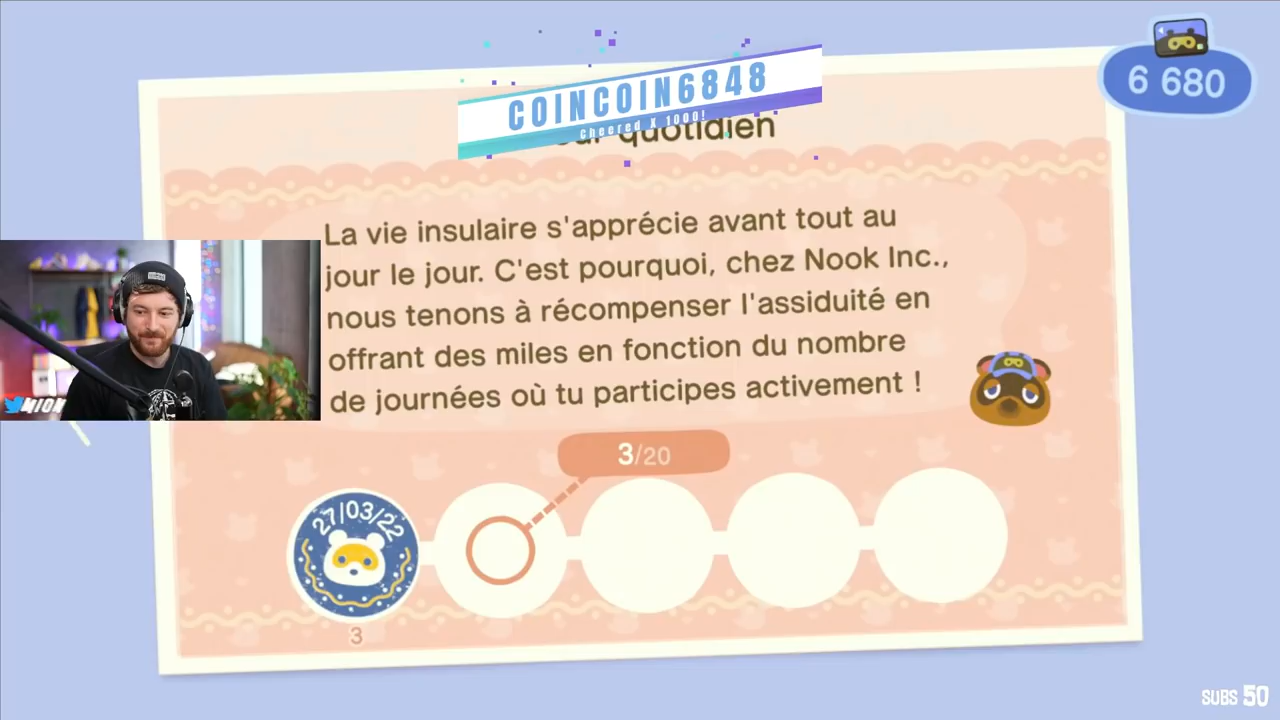 6 680
COINCOIN6848
cheered X 1000!
quotidien
La vie insulaire s'apprécie avant tout au
jour le jour. C'est pourquoi, chez Nook Inc.,
nous tenons à récompenser l'assiduité en
offrant des miles en fonction du nombre
de journées où tu participes activement !
3/20
27/03/22
3
SUBS 50